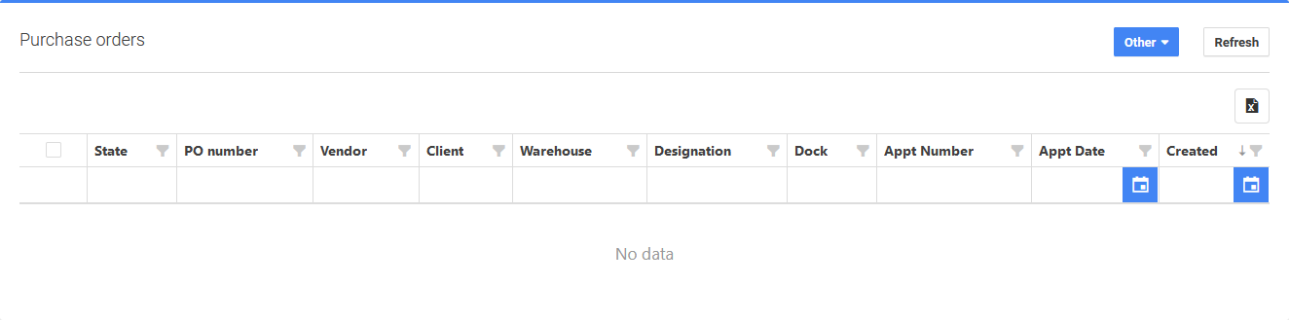 Purchase orders
Other
Refresh
State PO number Vendor Client Warehouse Designation Dock Appt Number Appt Date Created
No data